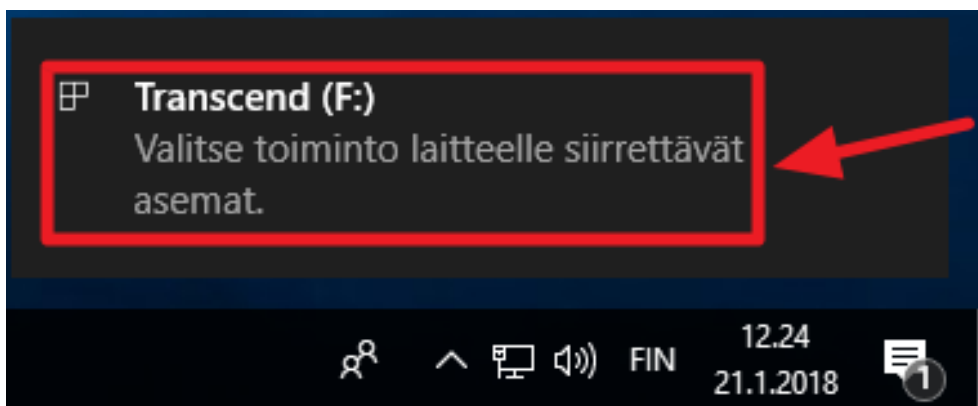 Transcend (F:)
Valitse toiminto laitteelle siirrettävät
asemat.
FIN
12.24
21.1.2018
1